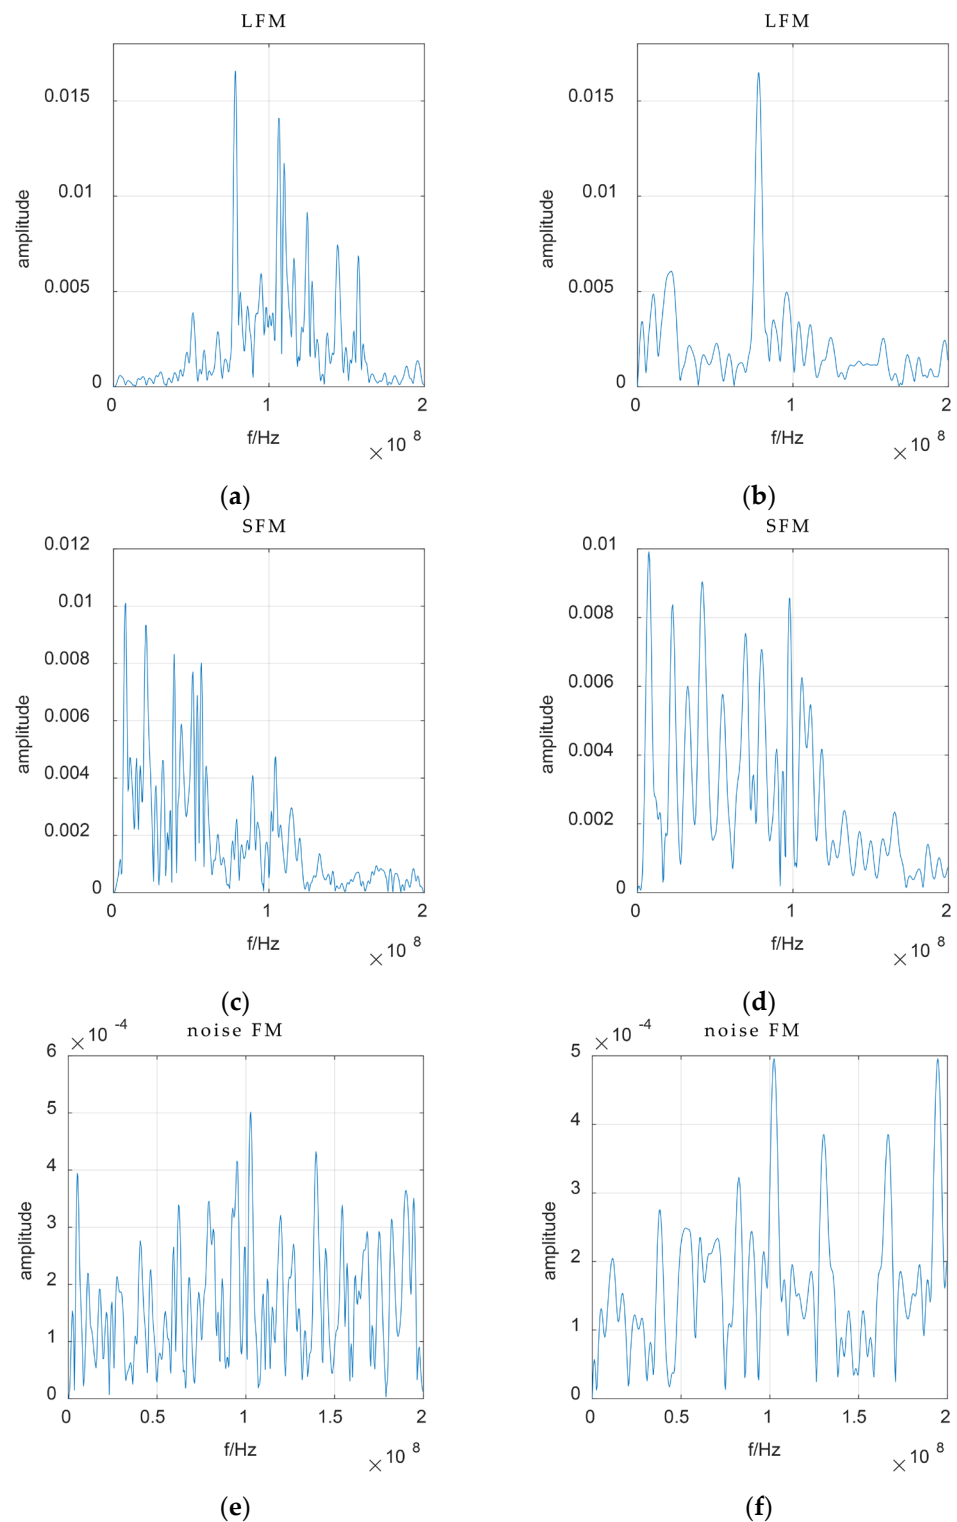 LFM
0.015
0.01
0.005
0
amplitude
0 1 2
f/Hz
×10 8
(a)
LFM
0.015
0.01
0.005
0
amplitude
0 1 2
f/Hz
×10 8
(b)
SFM
0.012
0.01
0.008
0.006
0.004
0.002
0
amplitude
0 1 2
f/Hz
×10 8
(c)
SFM
0.01
0.008
0.006
0.004
0.002
0
amplitude
0 1 2
f/Hz
×10 8
(d)
×10 -4
noise FM
6
5
4
3
2
1
0
amplitude
0 0.5 1 1.5 2
f/Hz
×10 8
(e)
×10 -4
noise FM
5
4
3
2
1
0
amplitude
0 0.5 1 1.5 2
f/Hz
×10 8
(f)